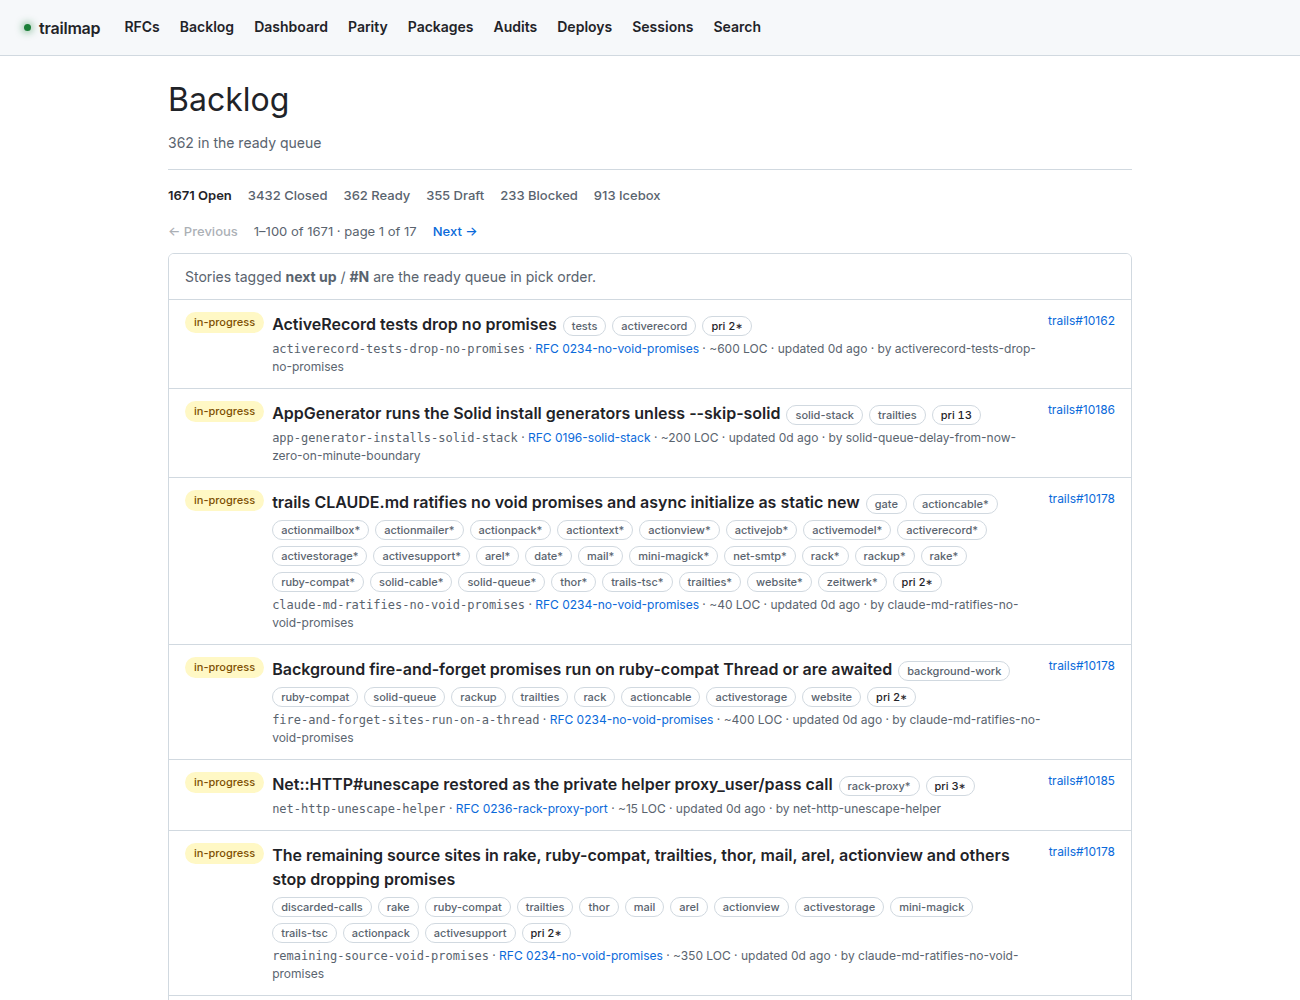 trailmap RFCs Backlog Dashboard Parity Packages Audits Deploys Sessions Search
Backlog
362 in the ready queue
1671 Open 3432 Closed 362 Ready 355 Draft 233 Blocked 913 Icebox
← Previous 1–100 of 1671 · page 1 of 17 Next →
Stories tagged next up / #N are the ready queue in pick order.
in-progress ActiveRecord tests drop no promises tests activerecord pri 2* trails#10162
activerecord-tests-drop-no-promises · RFC 0234-no-void-promises · ~600 LOC · updated 0d ago · by activerecord-tests-drop-
no-promises
in-progress AppGenerator runs the Solid install generators unless --skip-solid solid-stack trailties pri 13 trails#10186
app-generator-installs-solid-stack · RFC 0196-solid-stack · ~200 LOC · updated 0d ago · by solid-queue-delay-from-now-
zero-on-minute-boundary
in-progress trails CLAUDE.md ratifies no void promises and async initialize as static new gate actioncable* trails#10178
actionmailbox* actionmailer* actionpack* actiontext* actionview* activejob* activemodel* activerecord*
activestorage* activesupport* arel* date* mail* mini-magick* net-smtp* rack* rackup* rake*
ruby-compat* solid-cable* solid-queue* thor* trails-tsc* trailties* website* zeitwerk* pri 2*
claude-md-ratifies-no-void-promises · RFC 0234-no-void-promises · ~40 LOC · updated 0d ago · by claude-md-ratifies-no-
void-promises
in-progress Background fire-and-forget promises run on ruby-compat Thread or are awaited background-work trails#10178
ruby-compat solid-queue rackup trailties rack actioncable activestorage website pri 2*
fire-and-forget-sites-run-on-a-thread · RFC 0234-no-void-promises · ~400 LOC · updated 0d ago · by claude-md-ratifies-no-
void-promises
in-progress Net::HTTP#unescape restored as the private helper proxy_user/pass call rack-proxy* pri 3* trails#10185
net-http-unescape-helper · RFC 0236-rack-proxy-port · ~15 LOC · updated 0d ago · by net-http-unescape-helper
in-progress The remaining source sites in rake, ruby-compat, trailties, thor, mail, arel, actionview and others trails#10178
stop dropping promises
discarded-calls rake ruby-compat trailties thor mail arel actionview activestorage mini-magick
trails-tsc actionpack activesupport pri 2*
remaining-source-void-promises · RFC 0234-no-void-promises · ~350 LOC · updated 0d ago · by claude-md-ratifies-no-void-
promises